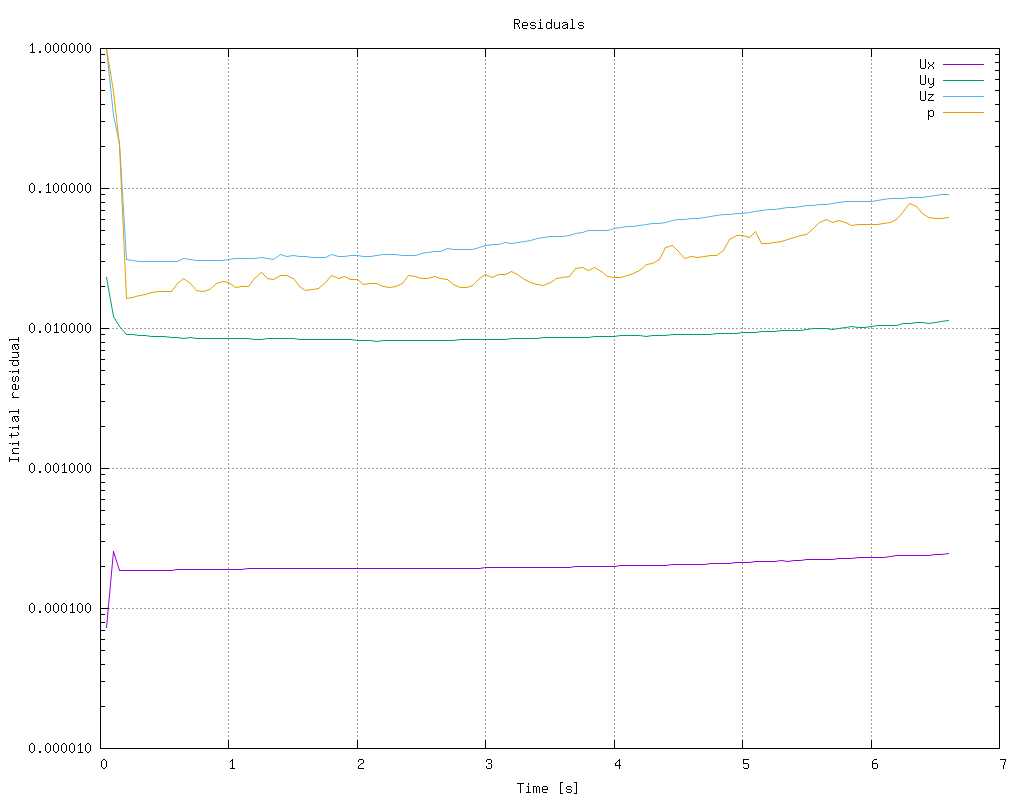 Residuals
1.000000
0.100000
0.010000
0.001000
0.000100
0.000010
Initial residual
Ux
Uy
Uz
p
0 1 2 3 4 5 6 7
Time [s]